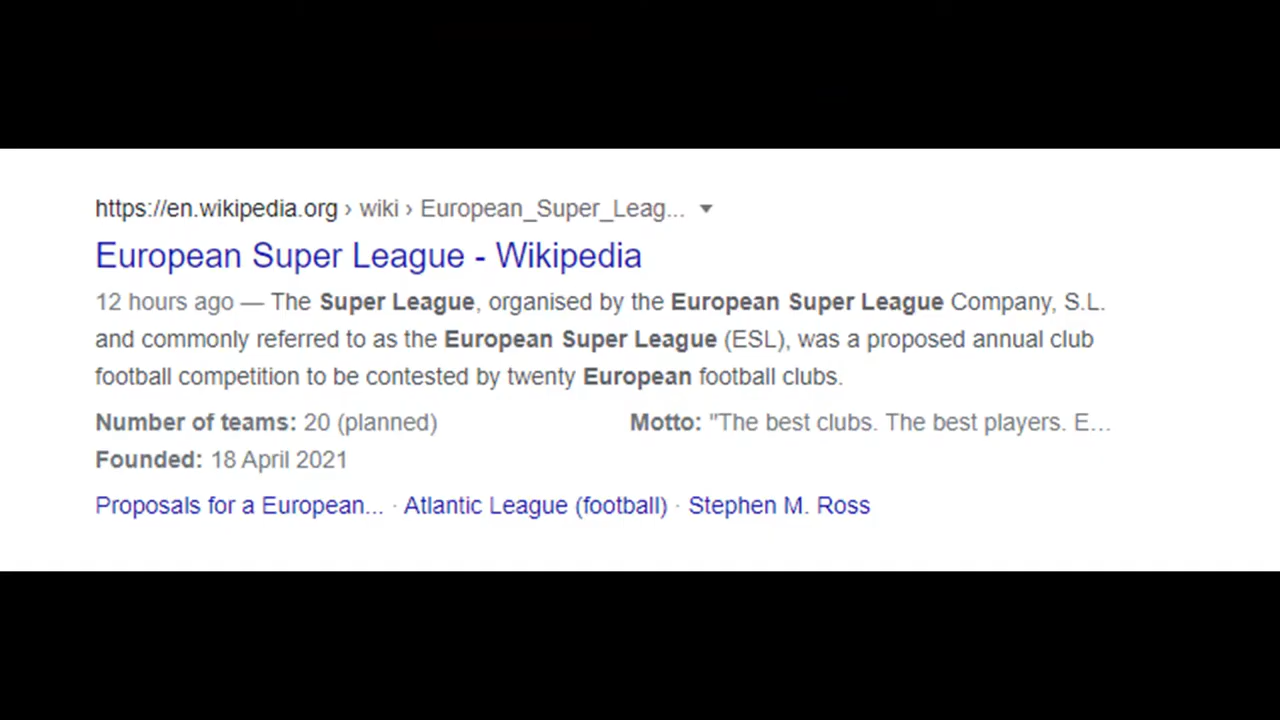 https://en.wikipedia.org › wiki › European_Super_Leag...
European Super League - Wikipedia
12 hours ago — The Super League, organised by the European Super League Company, S.L.
and commonly referred to as the European Super League (ESL), was a proposed annual club
football competition to be contested by twenty European football clubs.
Number of teams: 20 (planned) Motto: "The best clubs. The best players. E...
Founded: 18 April 2021
Proposals for a European... · Atlantic League (football) · Stephen M. Ross